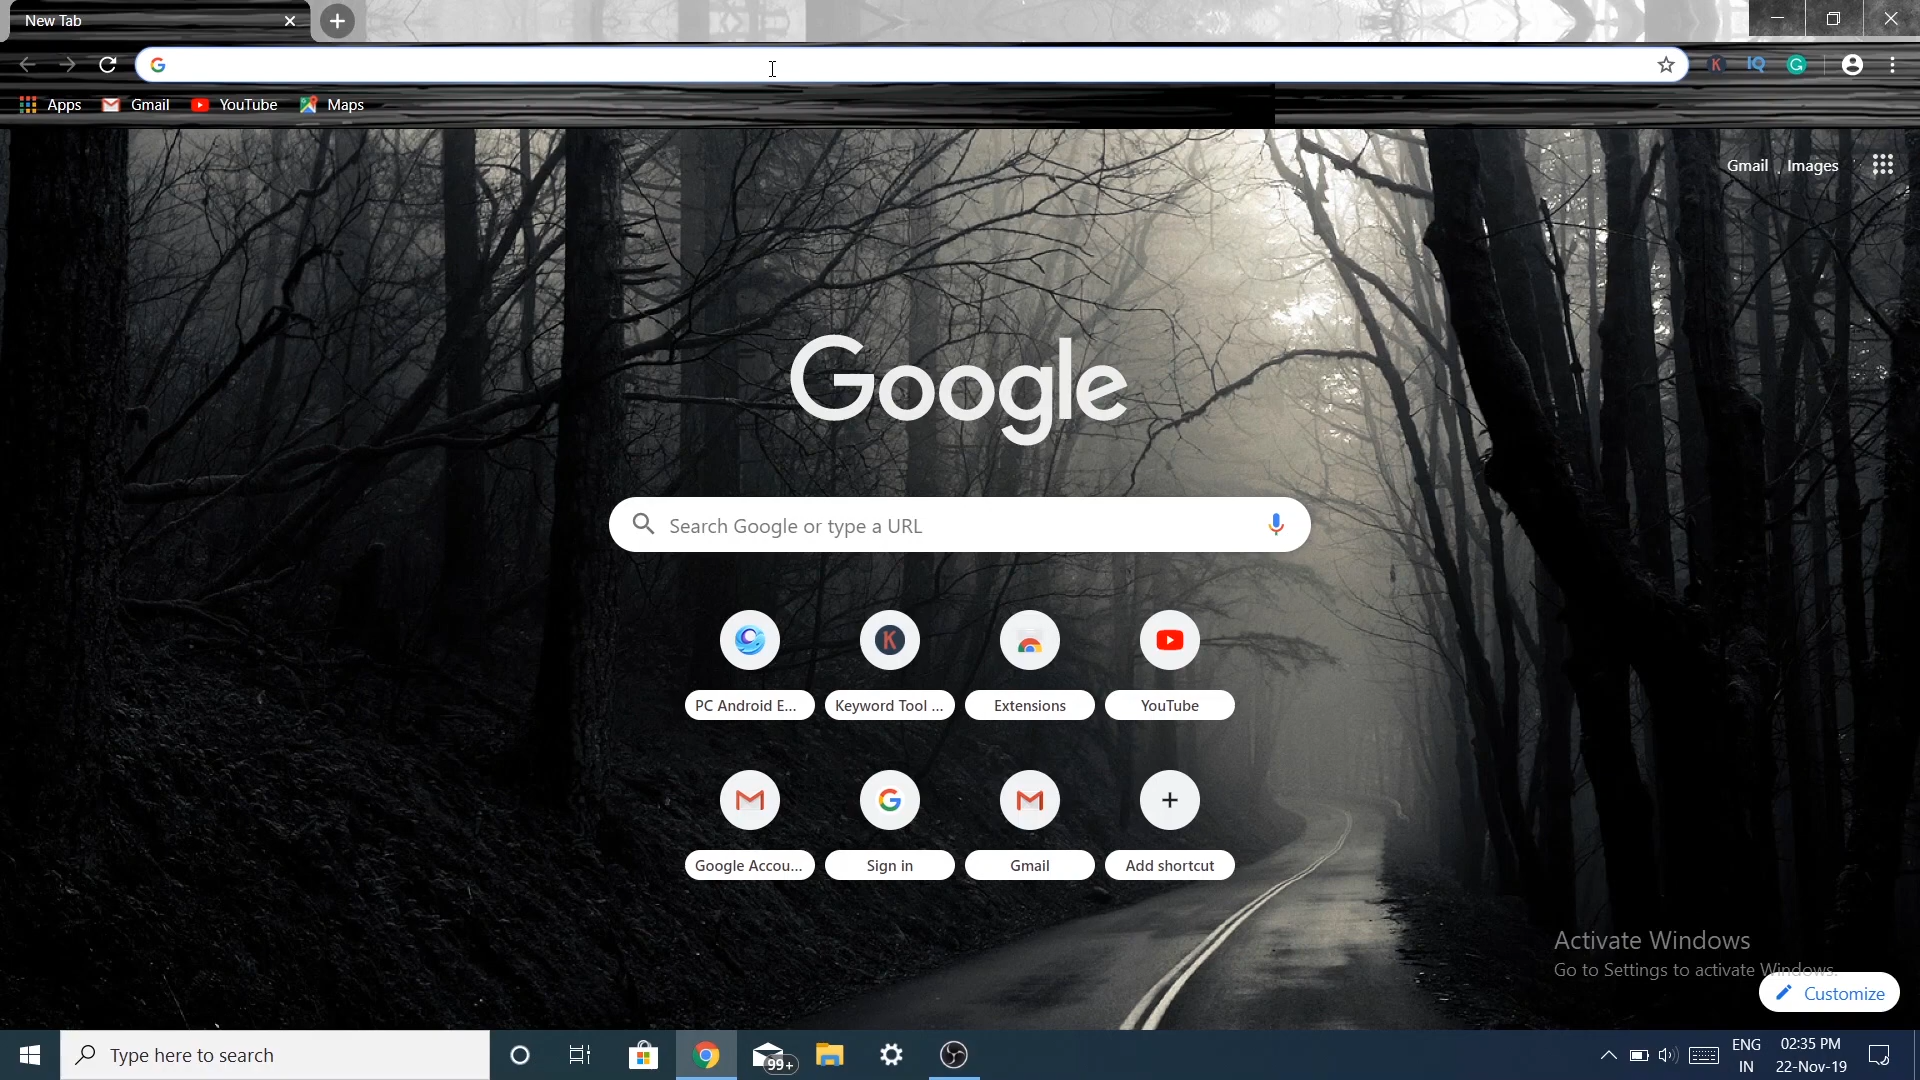 New Tab
Apps
Gmail
YouTube
Maps
K
IQ
G
Gmail
Images
Google
Search Google or type a URL
K
PC Android E...
Keyword Tool ...
Extensions
YouTube
Google Accou...
Sign in
Gmail
Add shortcut
Activate Windows
Go to Settings to activate Windows.
Customize
Type here to search
99+
ENG
IN
02:35 PM
22-Nov-19